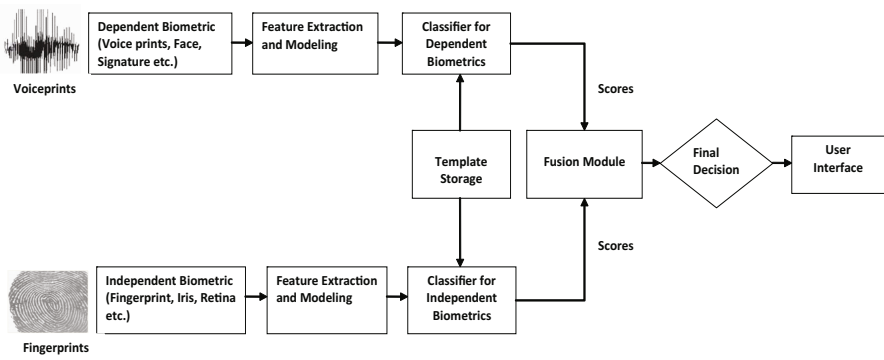 Voiceprints
Dependent Biometric
(Voice prints, Face,
Signature etc.)
Feature Extraction
and Modeling
Classifier for
Dependent
Biometrics
Scores
Template
Storage
Fusion Module
Final
Decision
User
Interface
Scores
Fingerprints
Independent Biometric
(Fingerprint, Iris, Retina
etc.)
Feature Extraction
and Modeling
Classifier for
Independent
Biometrics